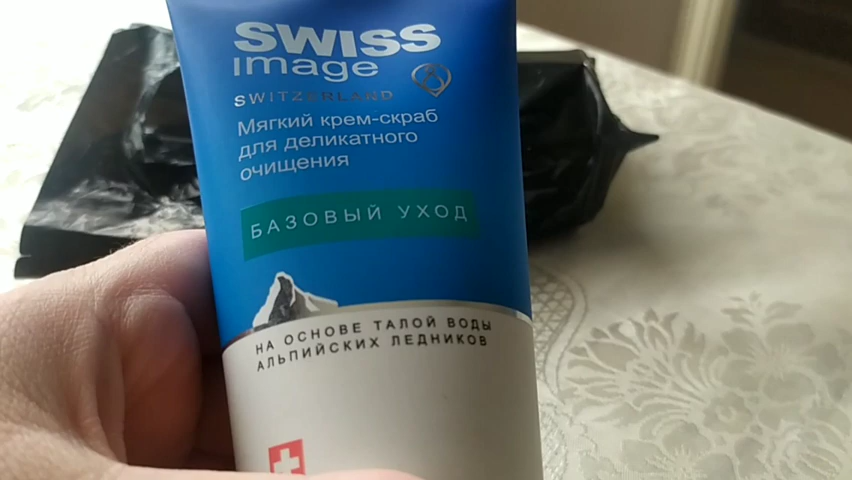 SWISS
image
SWITZERLAND
Мягкий крем-скраб
для деликатного
очищения
БАЗОВЫЙ УХОД
НА ОСНОВЕ ТАЛОЙ ВОДЫ
АЛЬПИЙСКИХ ЛЕДНИКОВ